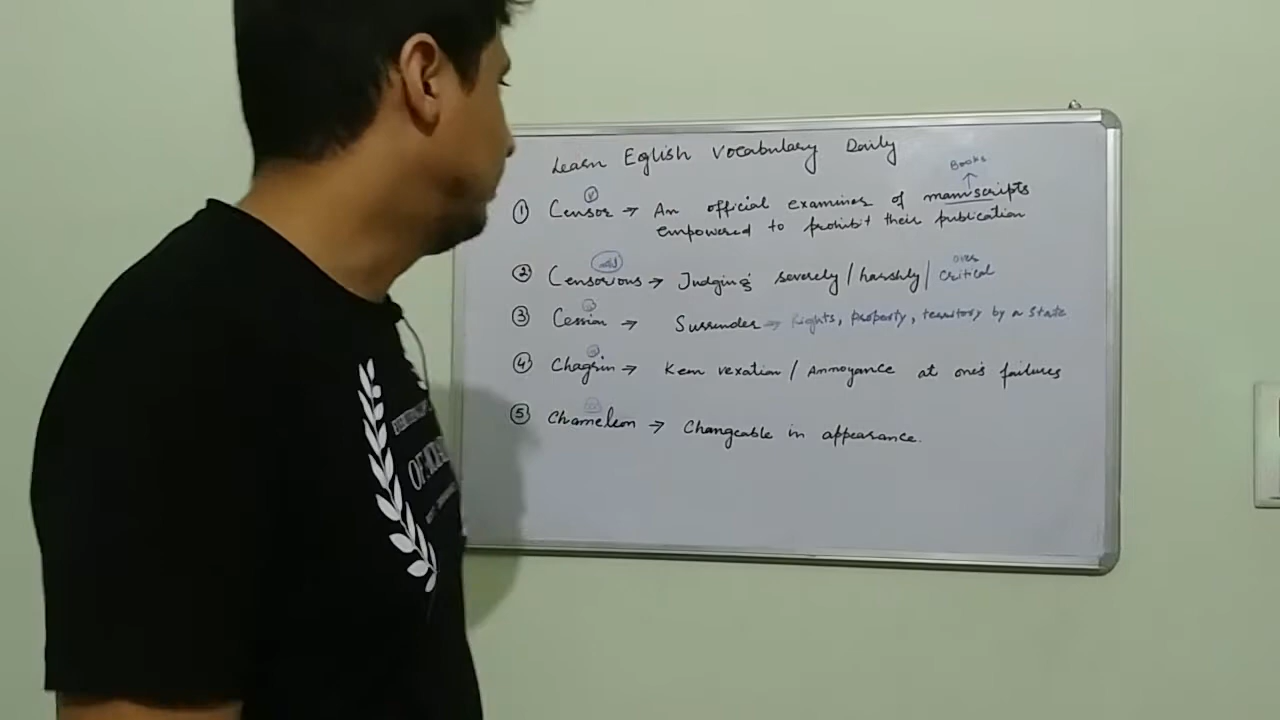 Learn Eglish Vocabulary Daily
Books
① Censor → An official examiner of manuscripts
empowered to prohibit their publication
② Censorious → Judging severely / harshly / over critical
③ Cession → Surrender → Rights, property, territory by a state
④ Chagrin → Keen vexation / Annoyance at one's failures
⑤ Chameleon → Changeable in appearance.